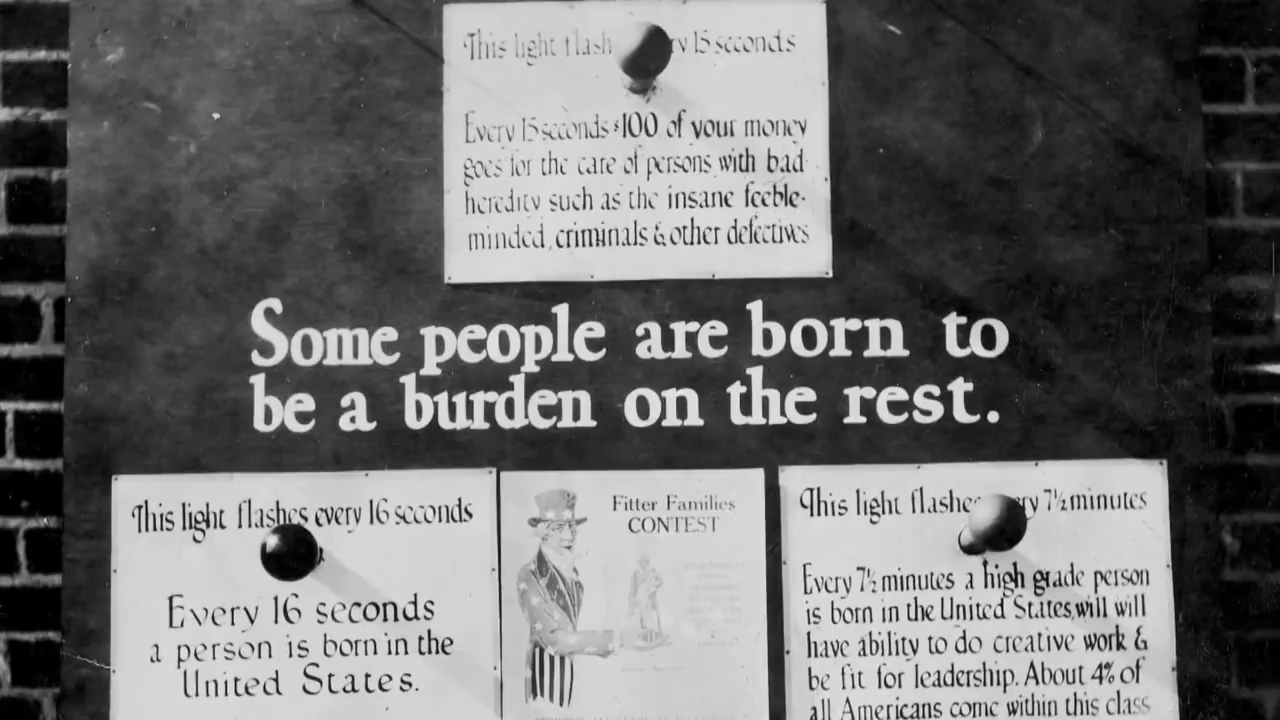 This light flash ry 15 seconds
Every 15 seconds $100 of your money
goes for the care of persons with bad
heredity such as the insane feeble-
minded, criminals & other defectives
Some people are born to
be a burden on the rest.
This light flashes every 16 seconds
Every 16 seconds
a person is born in the
United States.
Fitter Families
CONTEST
This light flashes ry 7½ minutes
Every 7½ minutes a high grade person
is born in the United States, will will
have ability to do creative work &
be fit for leadership. About 4% of
all Americans come within this class